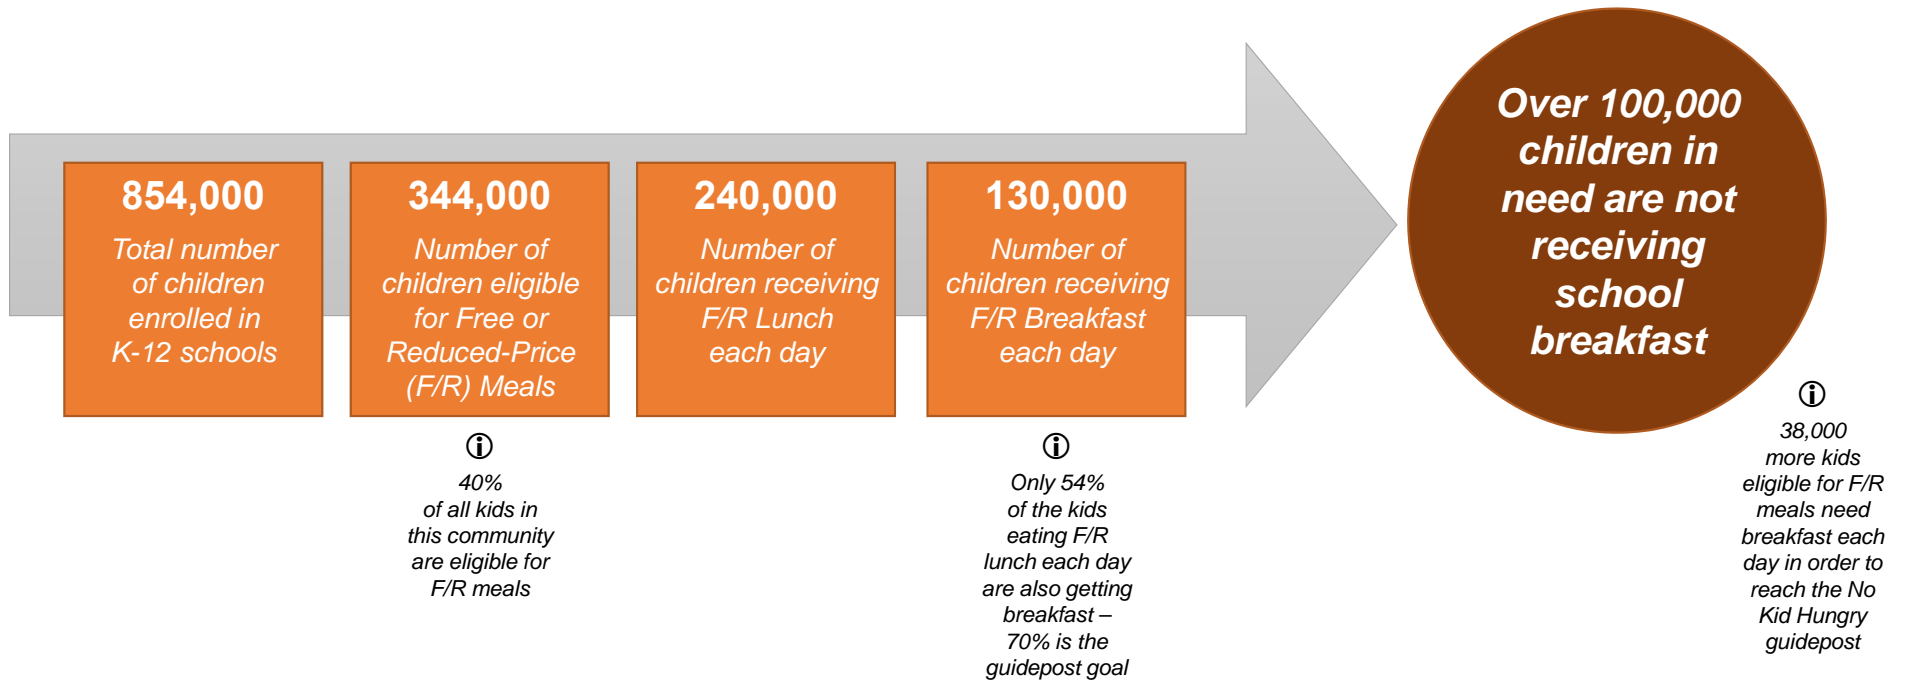 854,000
Total number
of children
enrolled in
K-12 schools
344,000
Number of
children eligible
for Free or
Reduced-Price
(F/R) Meals
240,000
Number of
children receiving
F/R Lunch
each day
130,000
Number of
children receiving
F/R Breakfast
each day
Over 100,000
children in
need are not
receiving
school
breakfast
40%
of all kids in
this community
are eligible for
F/R meals
Only 54%
of the kids
eating F/R
lunch each day
are also getting
breakfast –
70% is the
guidepost goal
38,000
more kids
eligible for F/R
meals need
breakfast each
day in order to
reach the No
Kid Hungry
guidepost